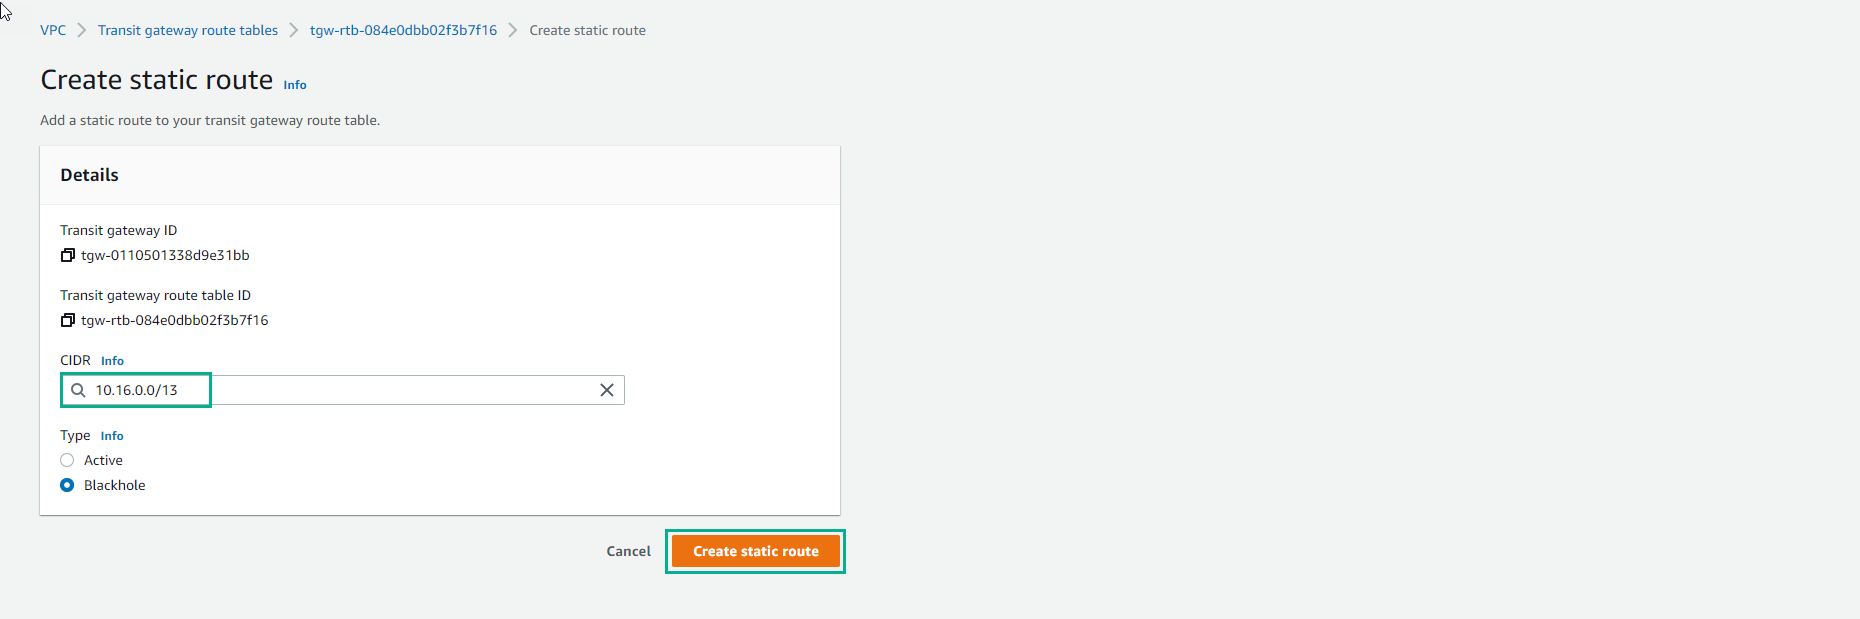 VPC > Transit gateway route tables > tgw-rtb-084e0dbb02f3b7f16 > Create static route
Create static route Info
Add a static route to your transit gateway route table.
Details
Transit gateway ID
tgw-0110501338d9e31bb
Transit gateway route table ID
tgw-rtb-084e0dbb02f3b7f16
CIDR Info
10.16.0.0/13
Type Info
Active
Blackhole
Cancel Create static route